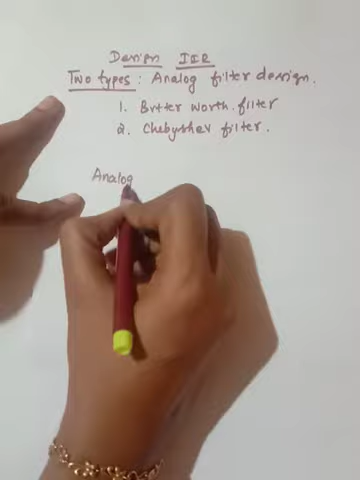 Design IIR
Two types : Analog filter design.
1. Butter worth filter
2. Chebyshev filter.
Analog